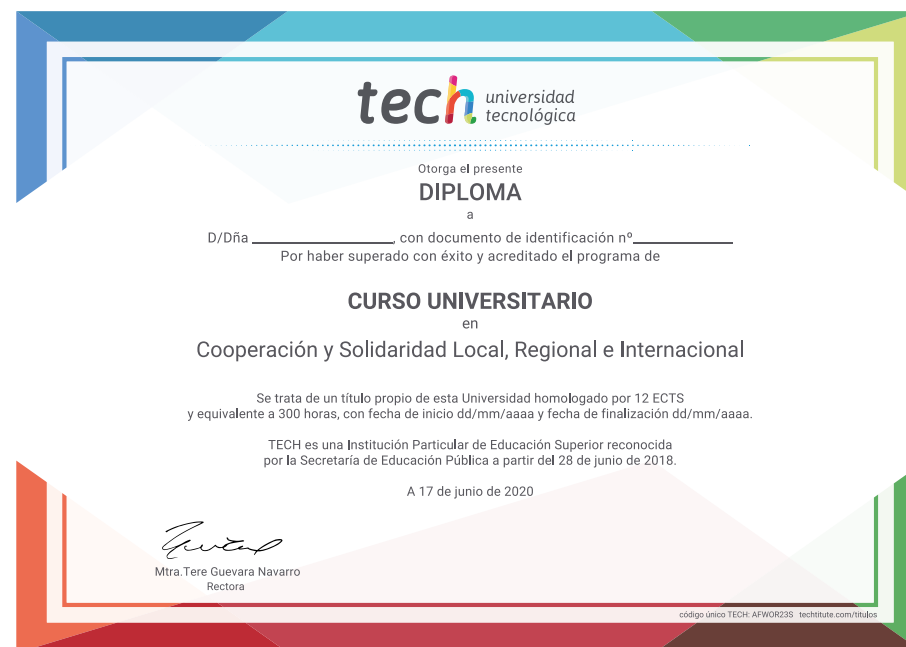 tech universidad
tecnológica
Otorga el presente
DIPLOMA
a
D/Dña ____________________, con documento de identificación nº______________
Por haber superado con éxito y acreditado el programa de
CURSO UNIVERSITARIO
en
Cooperación y Solidaridad Local, Regional e Internacional
Se trata de un título propio de esta Universidad homologado por 12 ECTS
y equivalente a 300 horas, con fecha de inicio dd/mm/aaaa y fecha de finalización dd/mm/aaaa.
TECH es una Institución Particular de Educación Superior reconocida
por la Secretaría de Educación Pública a partir del 28 de junio de 2018.
A 17 de junio de 2020
Mtra.Tere Guevara Navarro
Rectora
código único TECH: AFWOR23S techtitute.com/titulos